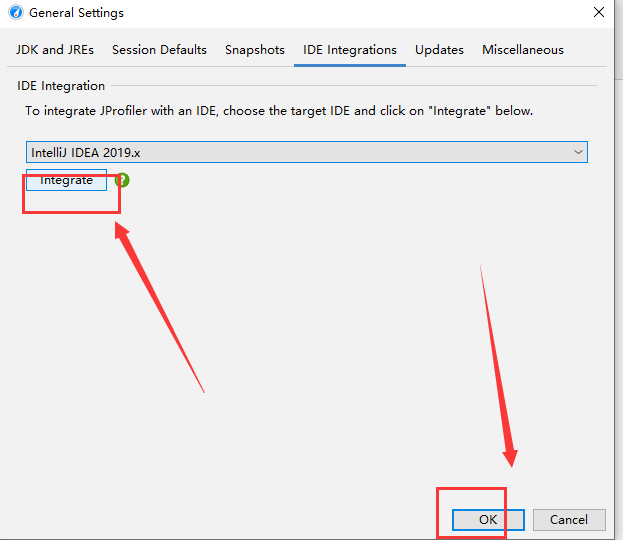 General Settings
JDK and JREs Session Defaults Snapshots IDE Integrations Updates Miscellaneous
IDE Integration
To integrate JProfiler with an IDE, choose the target IDE and click on "Integrate" below.
IntelliJ IDEA 2019.x
Integrate ?
OK Cancel